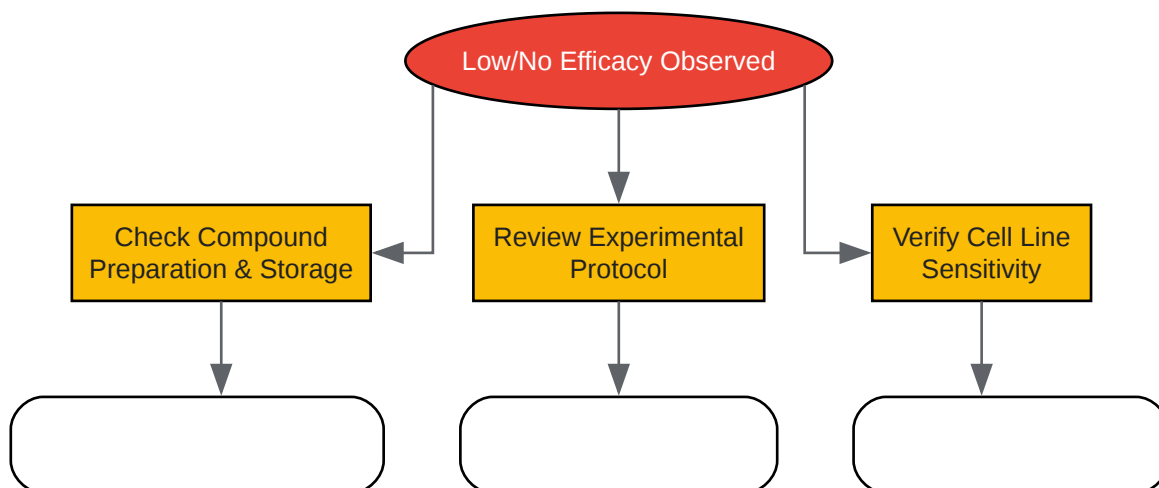 Low/No Efficacy Observed
Check Compound
Preparation & Storage
Review Experimental
Protocol
Verify Cell Line
Sensitivity